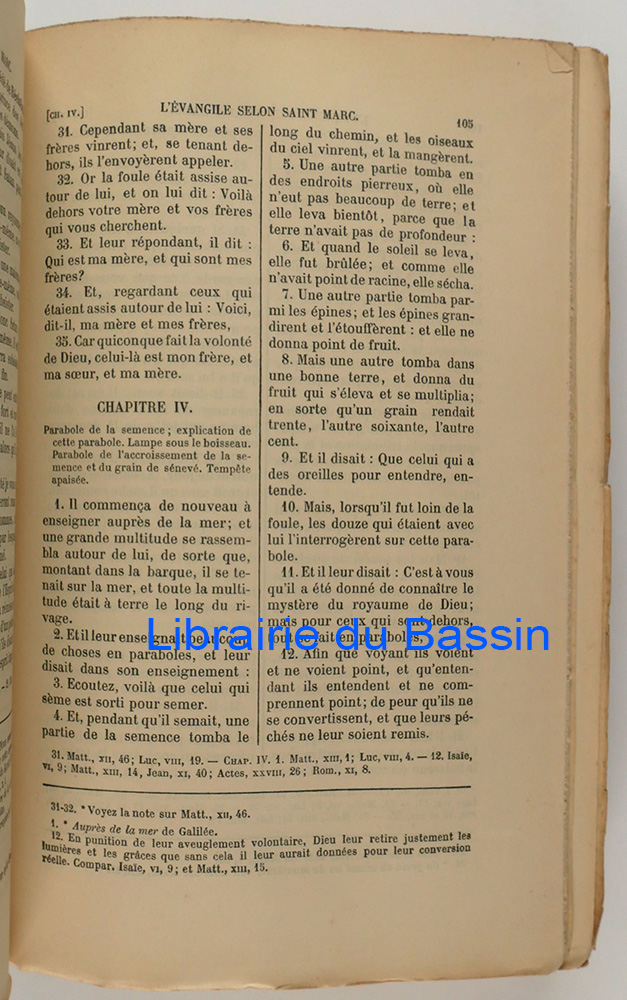 [CH. IV.] L'ÉVANGILE SELON SAINT MARC. 105
31. Cependant sa mère et ses
frères vinrent; et, se tenant de-
hors, ils l'envoyèrent appeler.
32. Or la foule était assise au-
tour de lui, et on lui dit : Voilà
dehors votre mère et vos frères
qui vous cherchent.
33. Et leur répondant, il dit :
Qui est ma mère, et qui sont mes
frères?
34. Et, regardant ceux qui
étaient assis autour de lui : Voici,
dit-il, ma mère et mes frères,
35. Car quiconque fait la volonté
de Dieu, celui-là est mon frère, et
ma sœur, et ma mère.
CHAPITRE IV.
Parabole de la semence; explication de
cette parabole. Lampe sous le boisseau.
Parabole de l'accroissement de la se-
mence et du grain de sénevé. Tempête
apaisée.
1. Il commença de nouveau à
enseigner auprès de la mer; et
une grande multitude se rassem-
bla autour de lui, de sorte que,
montant dans la barque, il se te-
nait sur la mer, et toute la multi-
tude était à terre le long du ri-
vage.
2. Et il leur enseignait beaucoup
de choses en paraboles, et leur
disait dans son enseignement :
3. Ecoutez, voilà que celui qui
sème est sorti pour semer.
4. Et, pendant qu'il semait, une
partie de la semence tomba le
long du chemin, et les oiseaux
du ciel vinrent, et la mangèrent.
5. Une autre partie tomba en
des endroits pierreux, où elle
n'eut pas beaucoup de terre; et
elle leva bientôt, parce que la
terre n'avait pas de profondeur :
6. Et quand le soleil se leva,
elle fut brûlée; et comme elle
n'avait point de racine, elle sécha.
7. Une autre partie tomba par-
mi les épines; et les épines gran-
dirent et l'étouffèrent : et elle ne
donna point de fruit.
8. Mais une autre tomba dans
une bonne terre, et donna du
fruit qui s'éleva et se multiplia;
en sorte qu'un grain rendait
trente, l'autre soixante, l'autre
cent.
9. Et il disait : Que celui qui a
des oreilles pour entendre, en-
tende.
10. Mais, lorsqu'il fut loin de la
foule, les douze qui étaient avec
lui l'interrogèrent sur cette para-
bole.
11. Et il leur disait : C'est à vous
qu'il a été donné de connaître le
mystère du royaume de Dieu;
mais pour ceux qui sont dehors,
tout se fait en paraboles.
12. Afin que voyant ils voient
et ne voient point, et qu'enten-
dant ils entendent et ne com-
prennent point; de peur qu'ils ne
se convertissent, et que leurs pé-
chés ne leur soient remis.
Librairie du Bassin
31. Matt., XII, 46; Luc, VIII, 19. — CHAP. IV. 1. Matt., XIII, 1; Luc, VIII, 4. — 12. Isaïe,
VI, 9; Matt., XIII, 14, Jean, XI, 40; Actes, XXVIII, 26; Rom., XI, 8.
31-32. * Voyez la note sur Matt., XII, 46.
1. * Auprès de la mer de Galilée.
12. En punition de leur aveuglement volontaire, Dieu leur retire justement les
lumières et les grâces que sans cela il leur aurait données pour leur conversion
réelle. Compar. Isaïe, VI, 9; et Matt., XIII, 15.